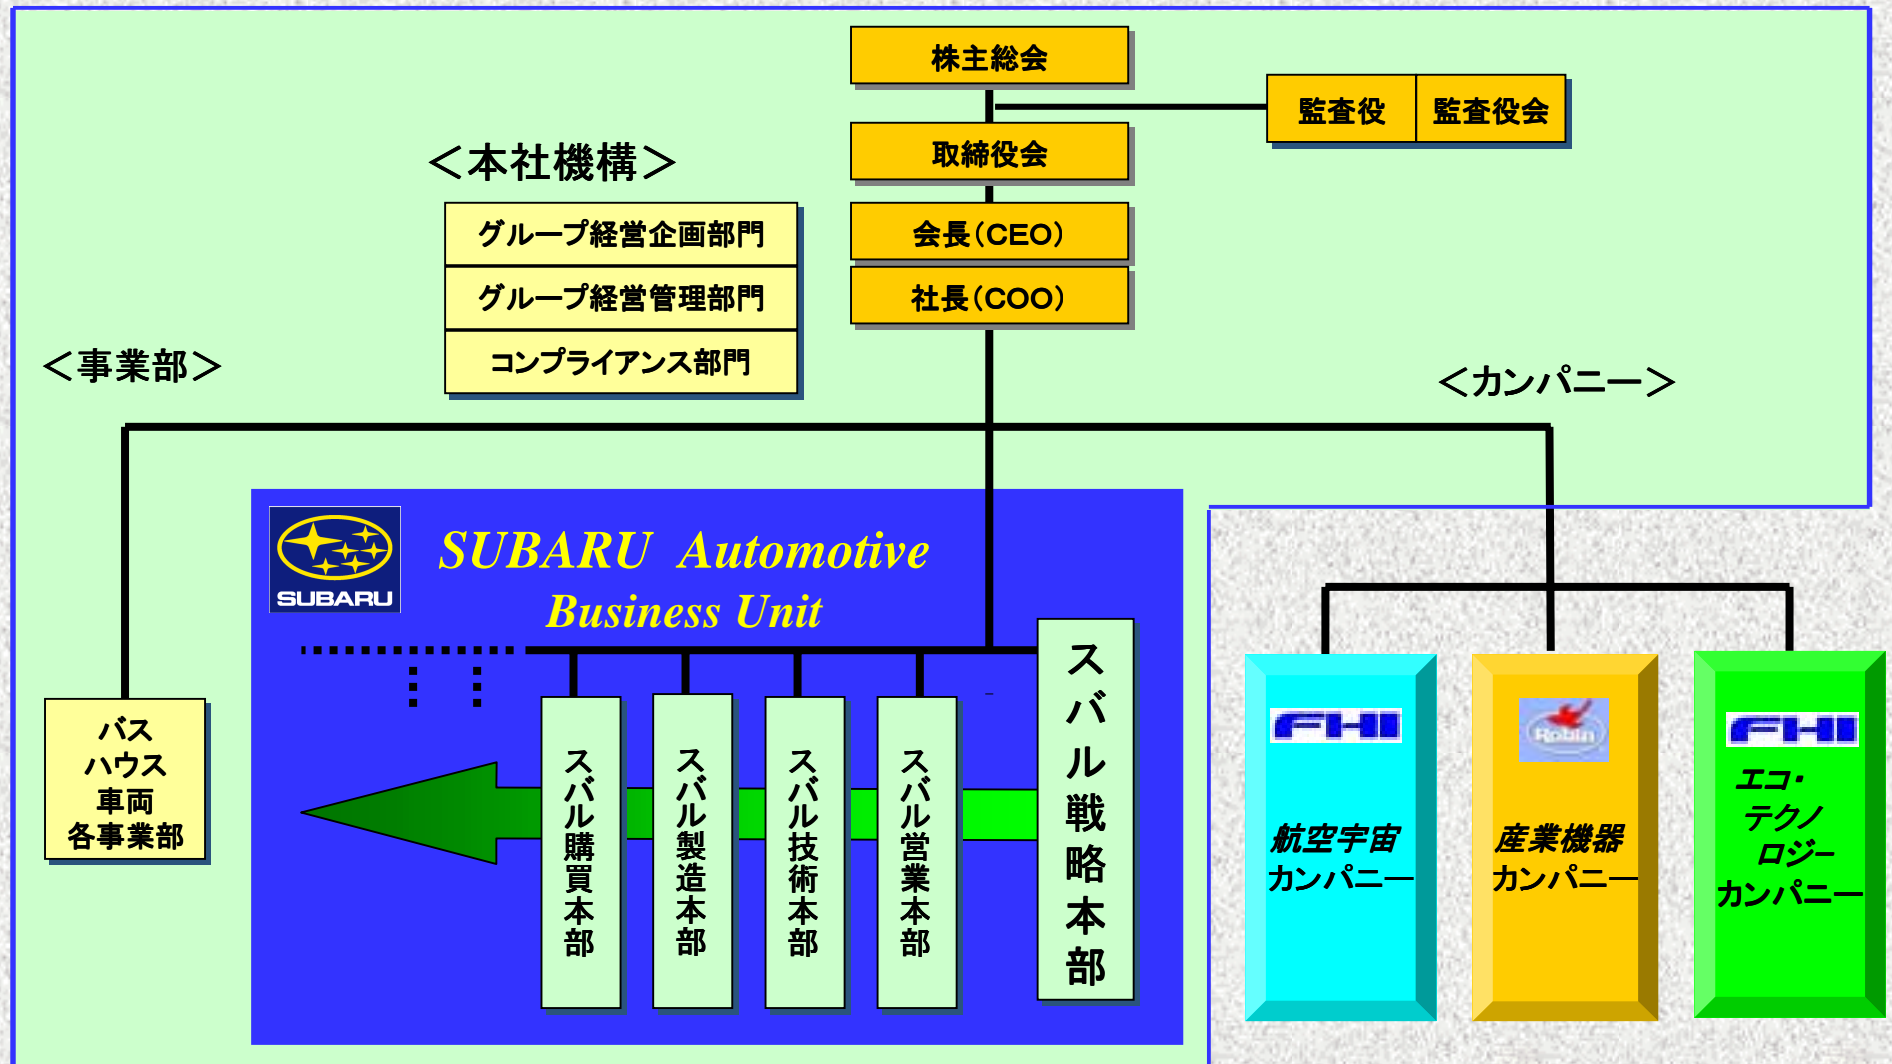 株主総会
監査役 監査役会
取締役会
＜本社機構＞
会長（CEO）
社長（COO）
グループ経営企画部門
グループ経営管理部門
コンプライアンス部門
＜事業部＞
＜カンパニー＞
SUBARU
SUBARU Automotive
Business Unit
バス
ハウス
車両
各事業部
スバル購買本部
スバル製造本部
スバル技術本部
スバル営業本部
スバル戦略本部
FHI
航空宇宙
カンパニー
Robin
産業機器
カンパニー
FHI
エコ・
テクノ
ロジー
カンパニー